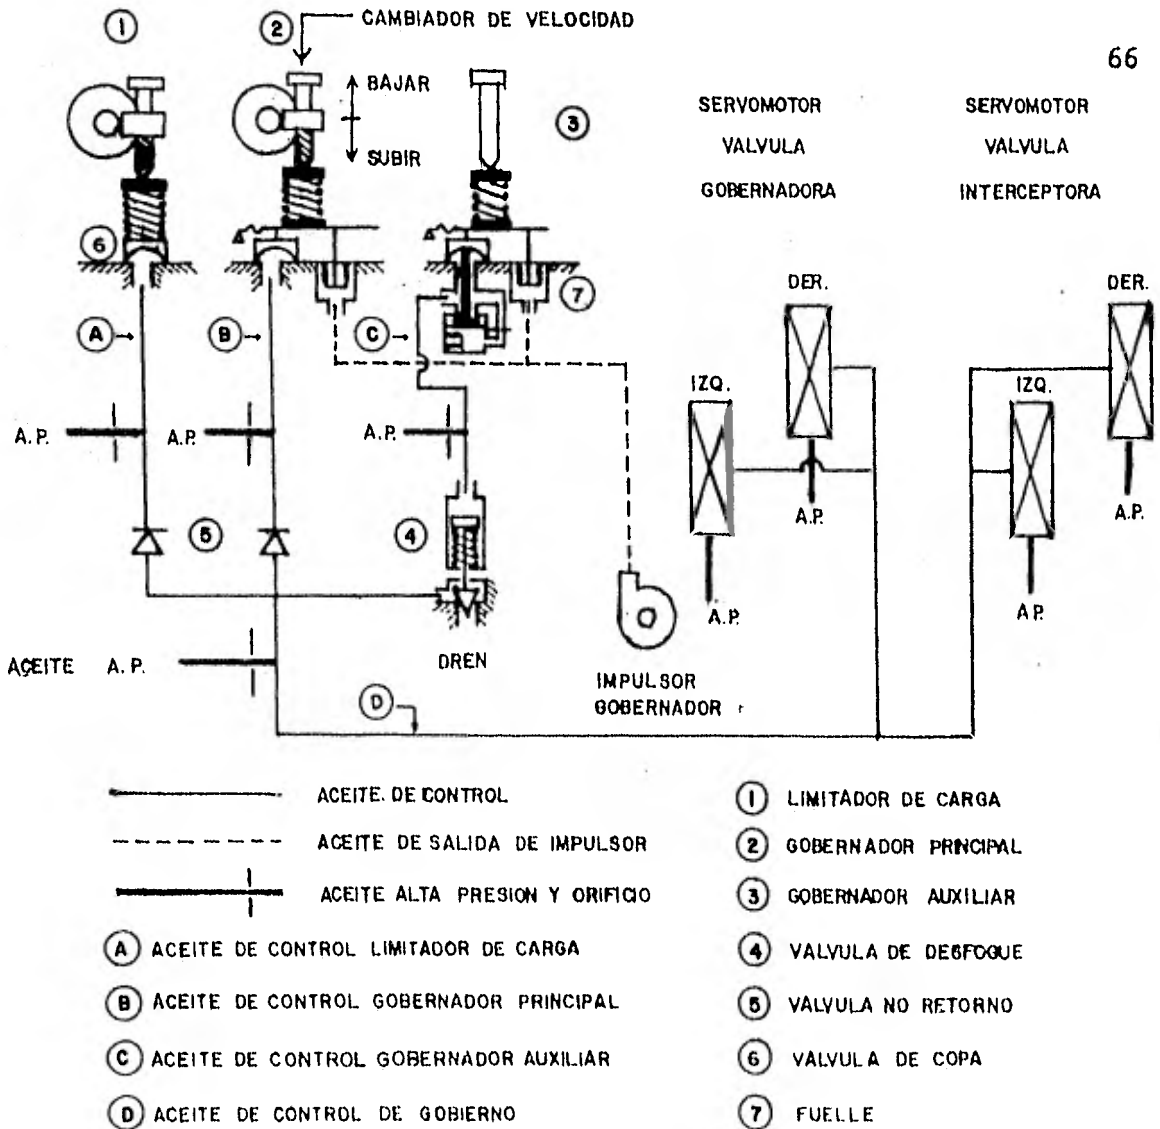 1
2
CAMBIADOR DE VELOCIDAD
66
BAJAR
SUBIR
3
SERVOMOTOR
VALVULA
GOBERNADORA
SERVOMOTOR
VALVULA
INTERCEPTORA
6
7
A
B
C
DER.
DER.
IZQ.
IZQ.
A.P.
A.P.
A.P.
A.P.
A.P.
A.P.
A.P.
5
4
DREN
ACEITE A.P.
IMPULSOR
GOBERNADOR
D
ACEITE DE CONTROL
ACEITE DE SALIDA DE IMPULSOR
ACEITE ALTA PRESION Y ORIFICIO
A ACEITE DE CONTROL LIMITADOR DE CARGA
B ACEITE DE CONTROL GOBERNADOR PRINCIPAL
C ACEITE DE CONTROL GOBERNADOR AUXILIAR
D ACEITE DE CONTROL DE GOBIERNO
1 LIMITADOR DE CARGA
2 GOBERNADOR PRINCIPAL
3 GOBERNADOR AUXILIAR
4 VALVULA DE DESFOGUE
5 VALVULA NO RETORNO
6 VALVULA DE COPA
7 FUELLE